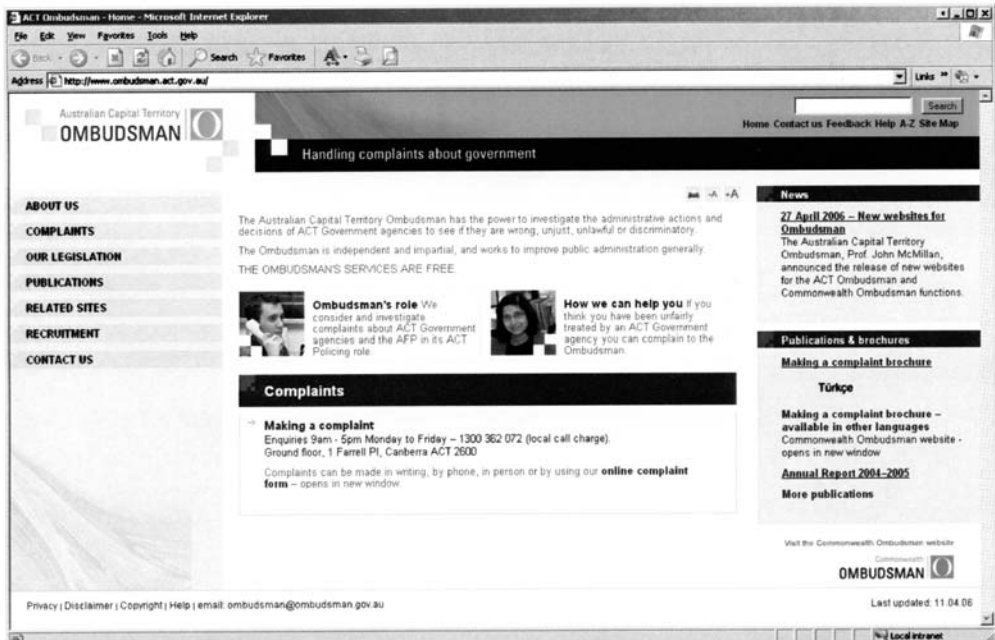 ACT Ombudsman - Home - Microsoft Internet Explorer
File Edit View Favorites Tools Help
Back Search Favorites
Address http://www.ombudsman.act.gov.au/ Links
Australian Capital Territory
OMBUDSMAN
Search
Home Contact us Feedback Help A-Z Site Map
Handling complaints about government
ABOUT US
COMPLAINTS
OUR LEGISLATION
PUBLICATIONS
RELATED SITES
RECRUITMENT
CONTACT US
-A +A
The Australian Capital Territory Ombudsman has the power to investigate the administrative actions and
decisions of ACT Government agencies to see if they are wrong, unjust, unlawful or discriminatory.
The Ombudsman is independent and impartial, and works to improve public administration generally.
THE OMBUDSMAN'S SERVICES ARE FREE
Ombudsman's role We
consider and investigate
complaints about ACT Government
agencies and the AFP in its ACT
Policing role.
How we can help you If you
think you have been unfairly
treated by an ACT Government
agency you can complain to the
Ombudsman.
Complaints
Making a complaint
Enquiries 9am - 5pm Monday to Friday – 1300 362 072 (local call charge).
Ground floor, 1 Farrell Pl, Canberra ACT 2600
Complaints can be made in writing, by phone, in person or by using our online complaint
form – opens in new window.
News
27 April 2006 – New websites for
Ombudsman
The Australian Capital Territory
Ombudsman, Prof. John McMillan,
announced the release of new websites
for the ACT Ombudsman and
Commonwealth Ombudsman functions.
Publications & brochures
Making a complaint brochure
Türkçe
Making a complaint brochure –
available in other languages
Commonwealth Ombudsman website -
opens in new window
Annual Report 2004–2005
More publications
Visit the Commonwealth Ombudsman website
Commonwealth
OMBUDSMAN
Privacy | Disclaimer | Copyright | Help | email: ombudsman@ombudsman.gov.au
Last updated: 11.04.06
Local intranet